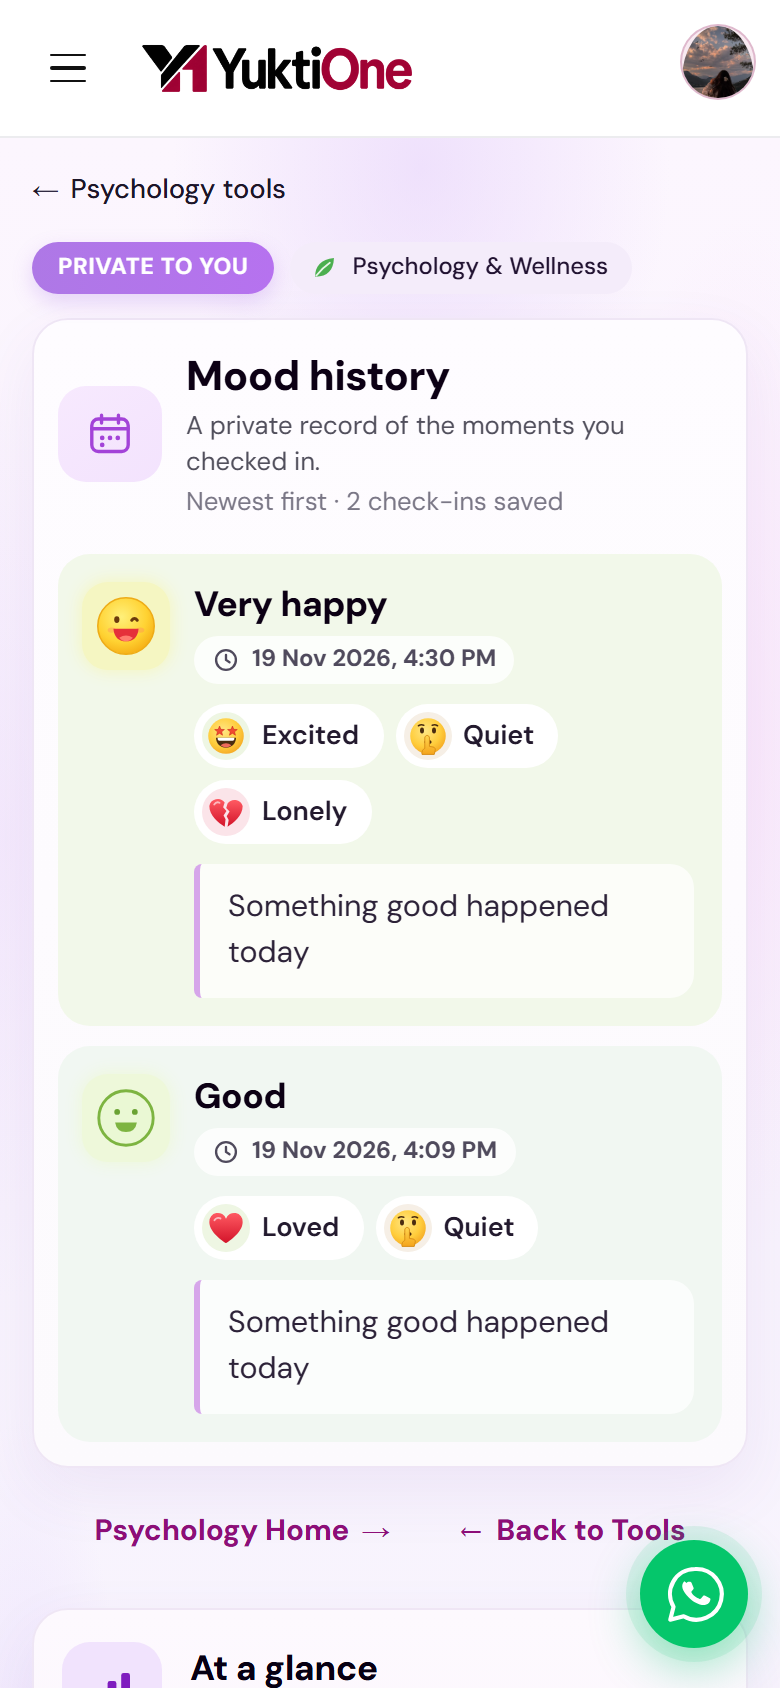 YuktiOne
← Psychology tools
PRIVATE TO YOU
Psychology & Wellness
Mood history
A private record of the moments you
checked in.
Newest first · 2 check-ins saved
Very happy
19 Nov 2026, 4:30 PM
Excited
Quiet
Lonely
Something good happened
today
Good
19 Nov 2026, 4:09 PM
Loved
Quiet
Something good happened
today
Psychology Home →
← Back to Tools
At a glance